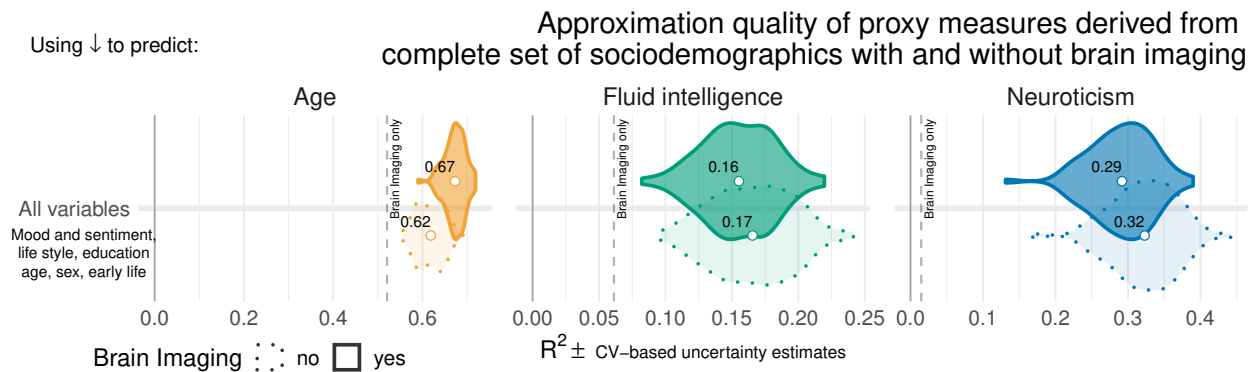 Using ↓ to predict:
Approximation quality of proxy measures derived from
complete set of sociodemographics with and without brain imaging
Age
Fluid intelligence
Neuroticism
Brain Imaging only
Brain Imaging only
Brain Imaging only
0.67
0.16
0.29
All variables
0.62
0.17
0.32
Mood and sentiment,
life style, education
age, sex, early life
0.0 0.2 0.4 0.6
0.00 0.05 0.10 0.15 0.20 0.25
0.0 0.1 0.2 0.3 0.4
Brain Imaging no yes
R² ± CV−based uncertainty estimates